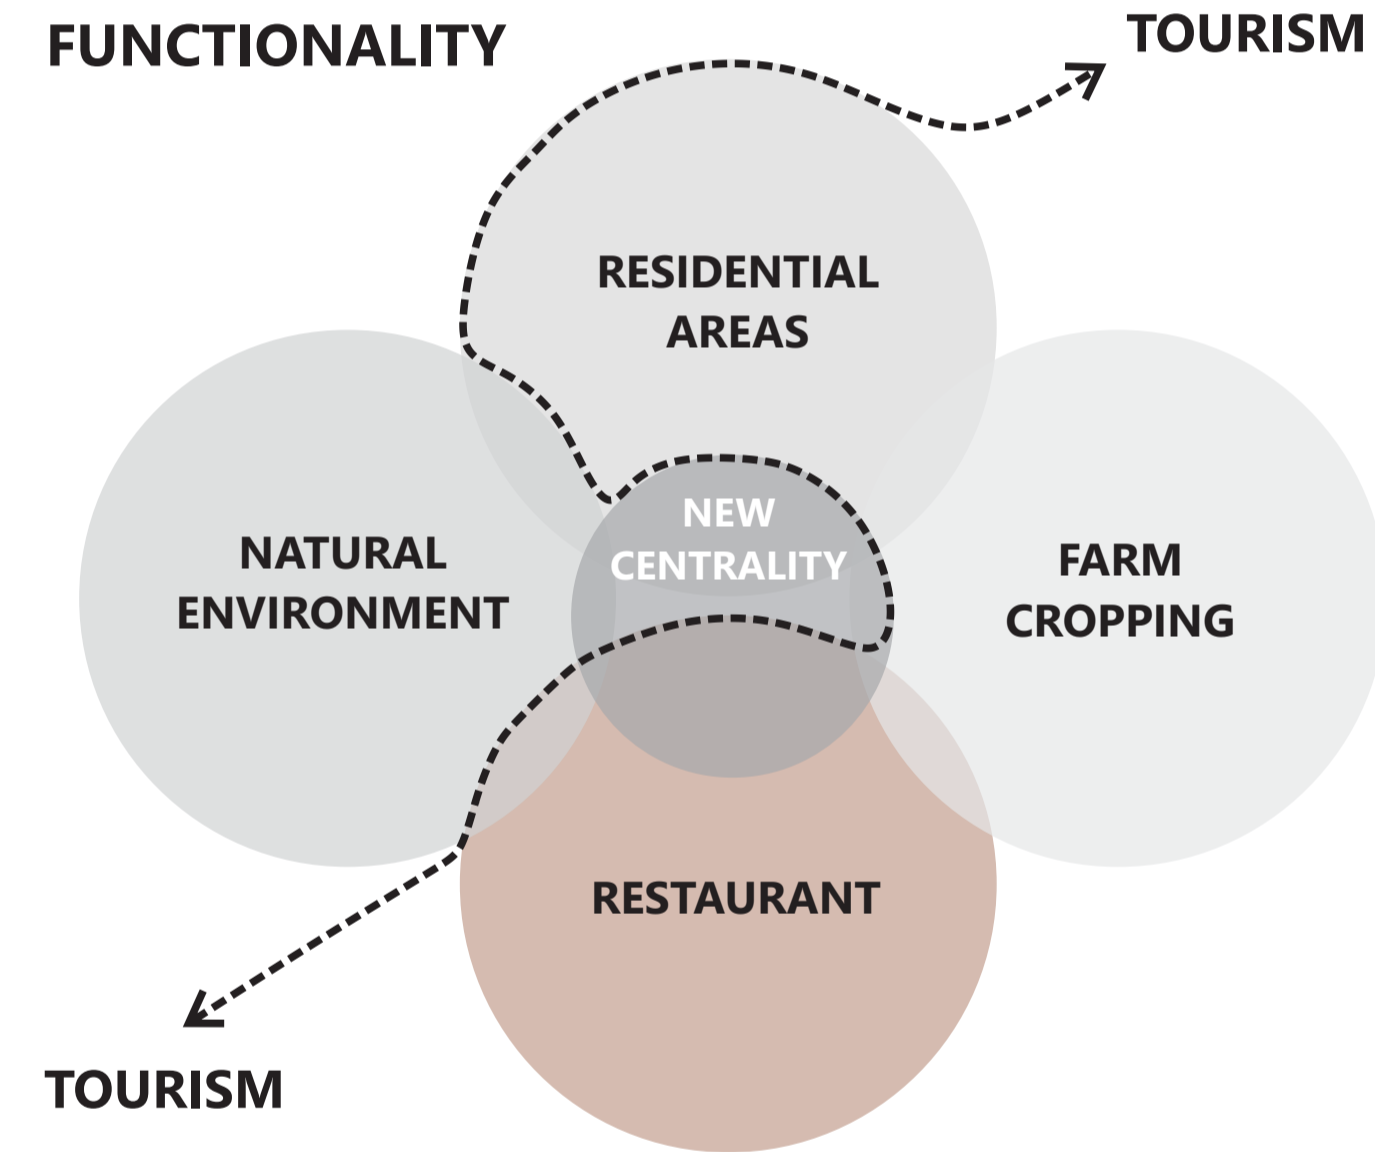 FUNCTIONALITY
TOURISM
RESIDENTIAL
AREAS
NEW
CENTRALITY
NATURAL
ENVIRONMENT
FARM
CROPPING
RESTAURANT
TOURISM